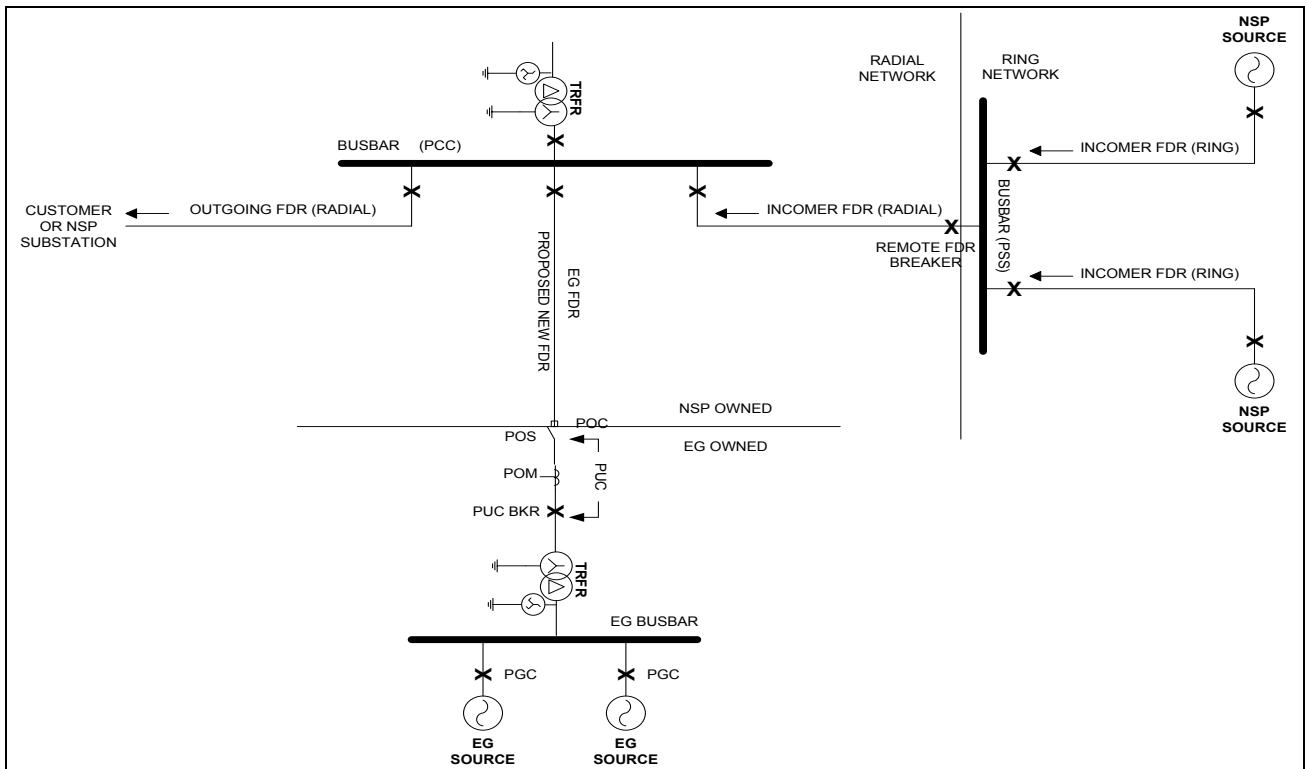 NSP
SOURCE
RADIAL
NETWORK
RING
NETWORK
TRFR
BUSBAR (PCC)
INCOMER FDR (RING)
CUSTOMER
OR NSP
SUBSTATION
OUTGOING FDR (RADIAL)
INCOMER FDR (RADIAL)
REMOTE FDR
BREAKER
BUSBAR (PSS)
INCOMER FDR (RING)
EG FDR
PROPOSED NEW FDR
NSP
SOURCE
NSP OWNED
POC
POS
EG OWNED
POM
PUC
PUC BKR
TRFR
EG BUSBAR
PGC
PGC
EG
SOURCE
EG
SOURCE